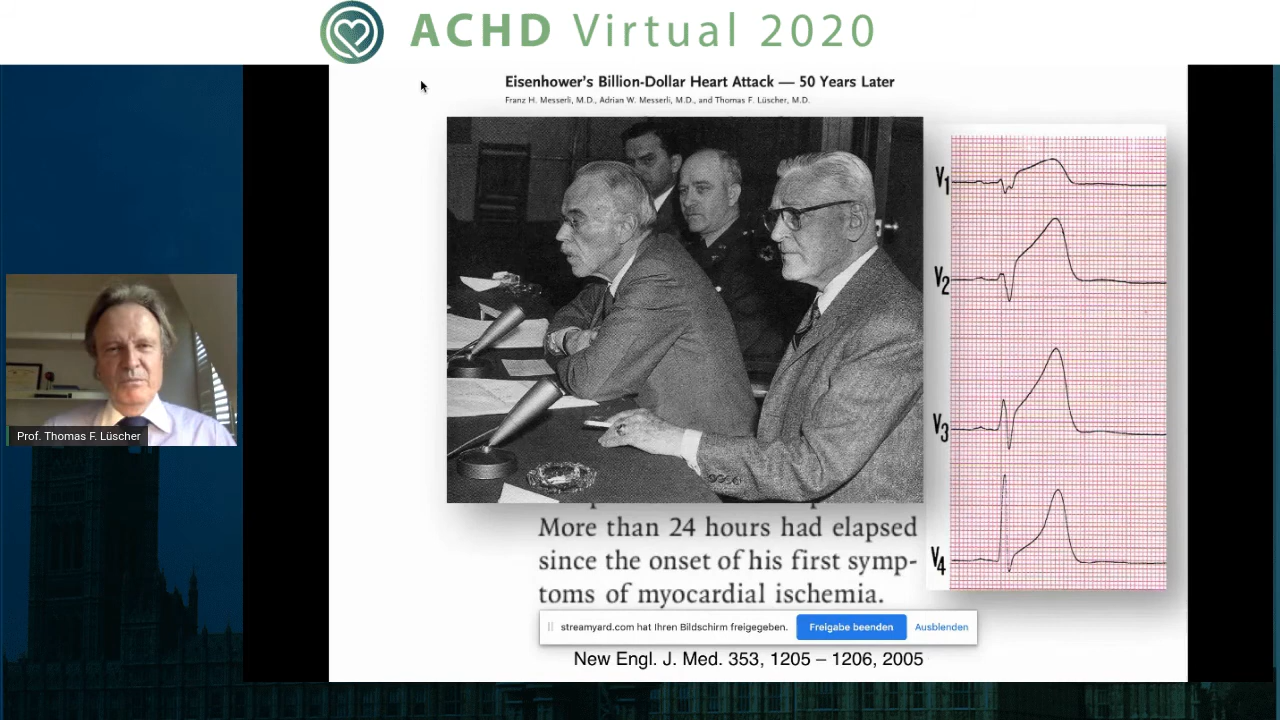 ACHD Virtual 2020
Eisenhower's Billion-Dollar Heart Attack — 50 Years Later
Franz H. Messerli, M.D., Adrian W. Messerli, M.D., and Thomas F. Lüscher, M.D.
V1
V2
V3
V4
Prof. Thomas F. Lüscher
More than 24 hours had elapsed
since the onset of his first symp-
toms of myocardial ischemia.
streamyard.com hat Ihren Bildschirm freigegeben.
Freigabe beenden
Ausblenden
New Engl. J. Med. 353, 1205 – 1206, 2005